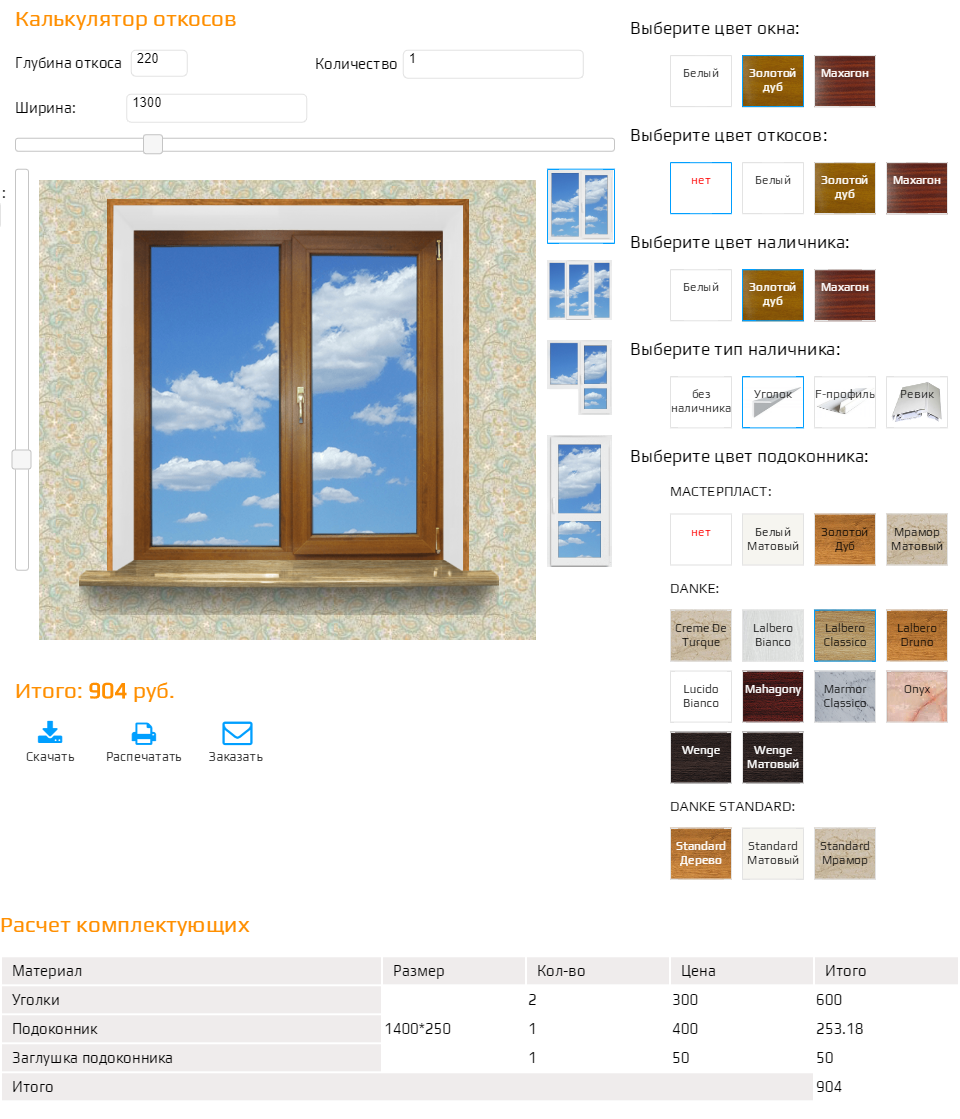 Калькулятор откосов
Глубина откоса 220 Количество 1
Ширина: 1300
:
Итого: 904 руб.
Скачать Распечатать Заказать
Выберите цвет окна:
Белый Золотой Махагон
дуб
Выберите цвет откосов:
нет Белый Золотой Махагон
дуб
Выберите цвет наличника:
Белый Золотой Махагон
дуб
Выберите тип наличника:
без Уголок F-профиль Ревик
наличника
Выберите цвет подоконника:
МАСТЕРПЛАСТ:
нет Белый Золотой Мрамор
Матовый Дуб Матовый
DANKE:
Creme De Lalbero Lalbero Lalbero
Turque Bianco Classico Druno
Lucido Mahagony Marmor Onyx
Bianco Classico
Wenge Wenge
Матовый
DANKE STANDARD:
Standard Standard Standard
Дерево Матовый Мрамор
Расчет комплектующих
Материал Размер Кол-во Цена Итого
Уголки 2 300 600
Подоконник 1400*250 1 400 253.18
Заглушка подоконника 1 50 50
Итого 904